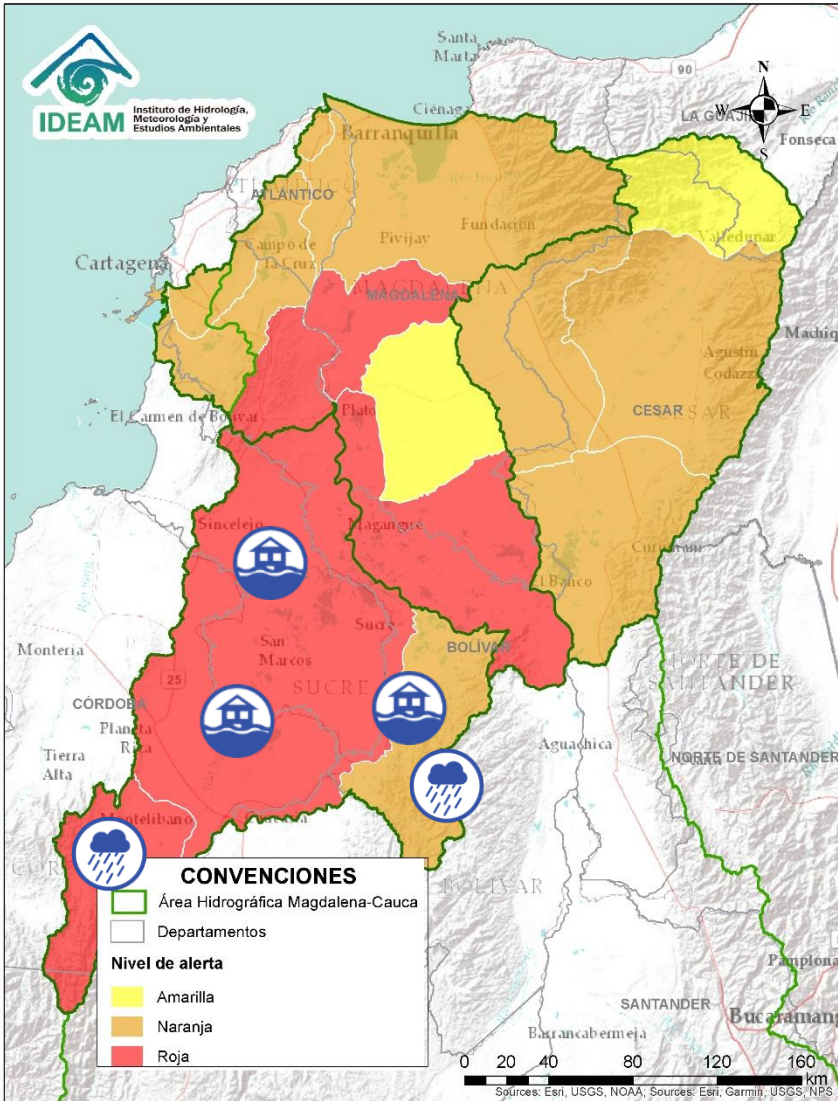 IDEAM
Instituto de Hidrología,
Meteorología y
Estudios Ambientales
Santa
Marta
90
N
W
E
S
LA GUAJI
Ciénaga
Fonseca
Barranquilla
ATLÁNTICO
Valledupar
Campo de
la Cruz
Pivijay
Fundación
Cartagena
MAGDALENA
Machiq
Agustín
Codazzi
El Carmen de Bolívar
Plato
CESAR
Sincelejo
Magangué
Curumaní
El Banco
Sucre
Montería
San
Marcos
BOLÍVAR
NORTE DE
SANTANDER
25
SUCRE
CÓRDOBA
Planeta
Rica
Tierra
Alta
Aguachica
NORTE DE SANTANDER
Montelíbano
BOLÍVAR
CONVENCIONES
Área Hidrográfica Magdalena-Cauca
Departamentos
Nivel de alerta
Amarilla
Naranja
Roja
Pamplona
SANTANDER
Bucaramang
Barrancabermeja
0 20 40 80 120 160
km
Sources: Esri, USGS, NOAA; Sources: Esri, Garmin, USGS, NPS